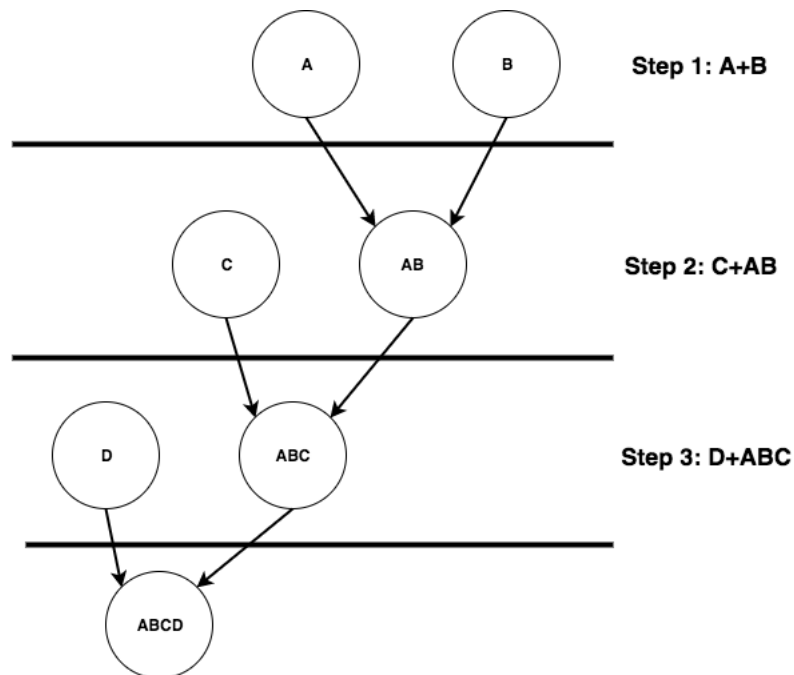 A
B
Step 1: A+B
C
AB
Step 2: C+AB
D
ABC
Step 3: D+ABC
ABCD